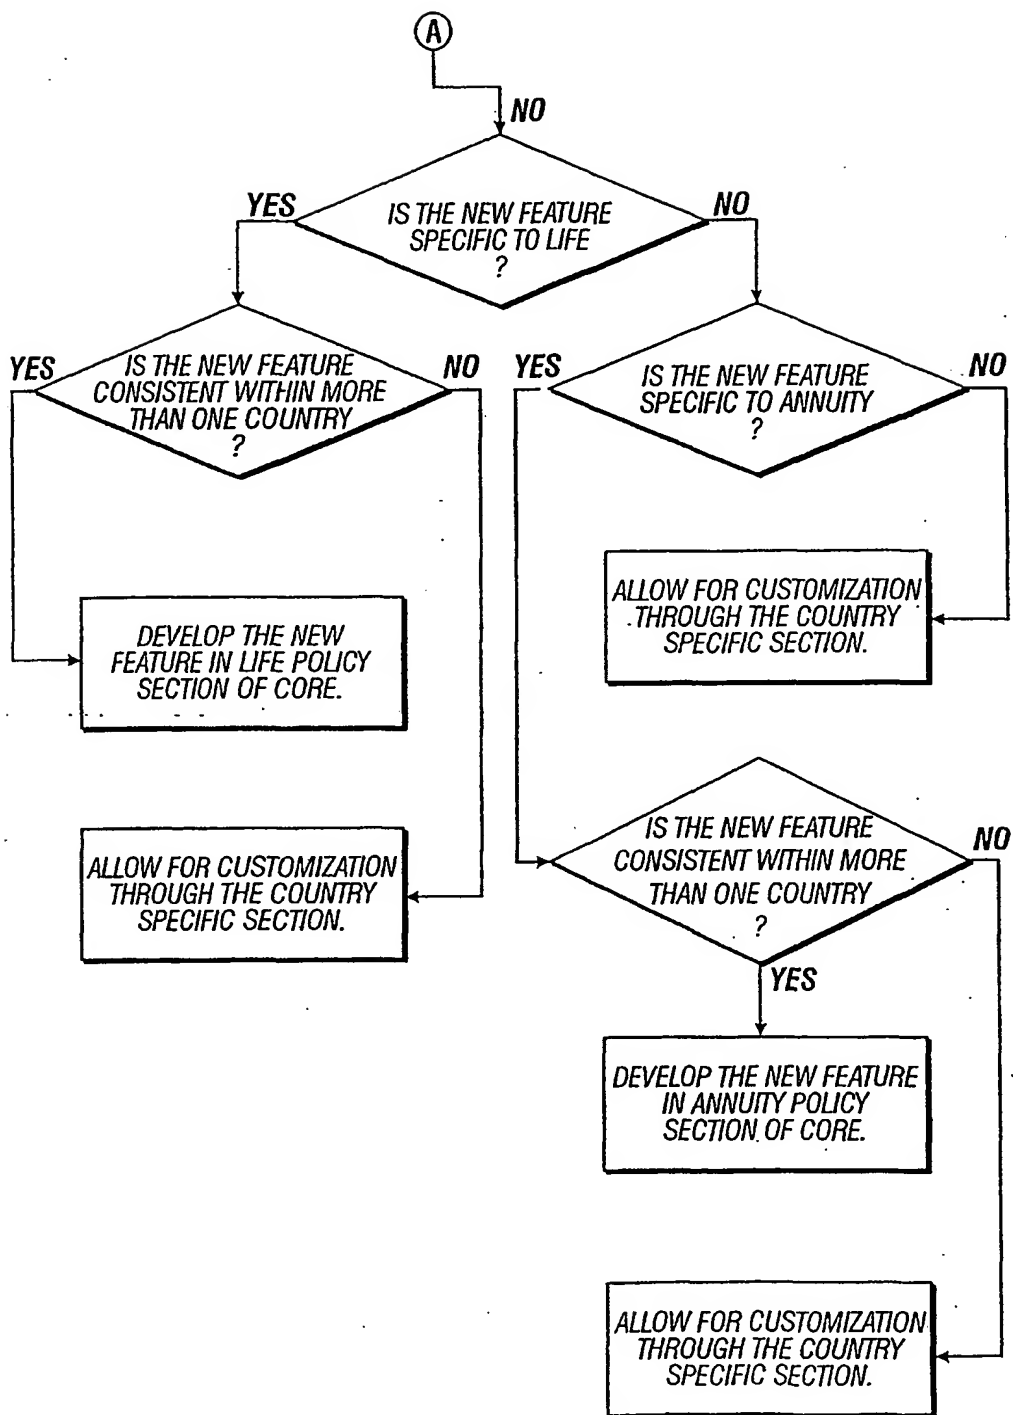 A
NO
IS THE NEW FEATURE
SPECIFIC TO LIFE
?
YES
NO
IS THE NEW FEATURE
CONSISTENT WITHIN MORE
THAN ONE COUNTRY
?
YES
NO
IS THE NEW FEATURE
SPECIFIC TO ANNUITY
?
YES
NO
DEVELOP THE NEW
FEATURE IN LIFE POLICY
SECTION OF CORE.
ALLOW FOR CUSTOMIZATION
THROUGH THE COUNTRY
SPECIFIC SECTION.
ALLOW FOR CUSTOMIZATION
THROUGH THE COUNTRY
SPECIFIC SECTION.
IS THE NEW FEATURE
CONSISTENT WITHIN MORE
THAN ONE COUNTRY
?
NO
YES
DEVELOP THE NEW FEATURE
IN ANNUITY POLICY
SECTION OF CORE.
ALLOW FOR CUSTOMIZATION
THROUGH THE COUNTRY
SPECIFIC SECTION.